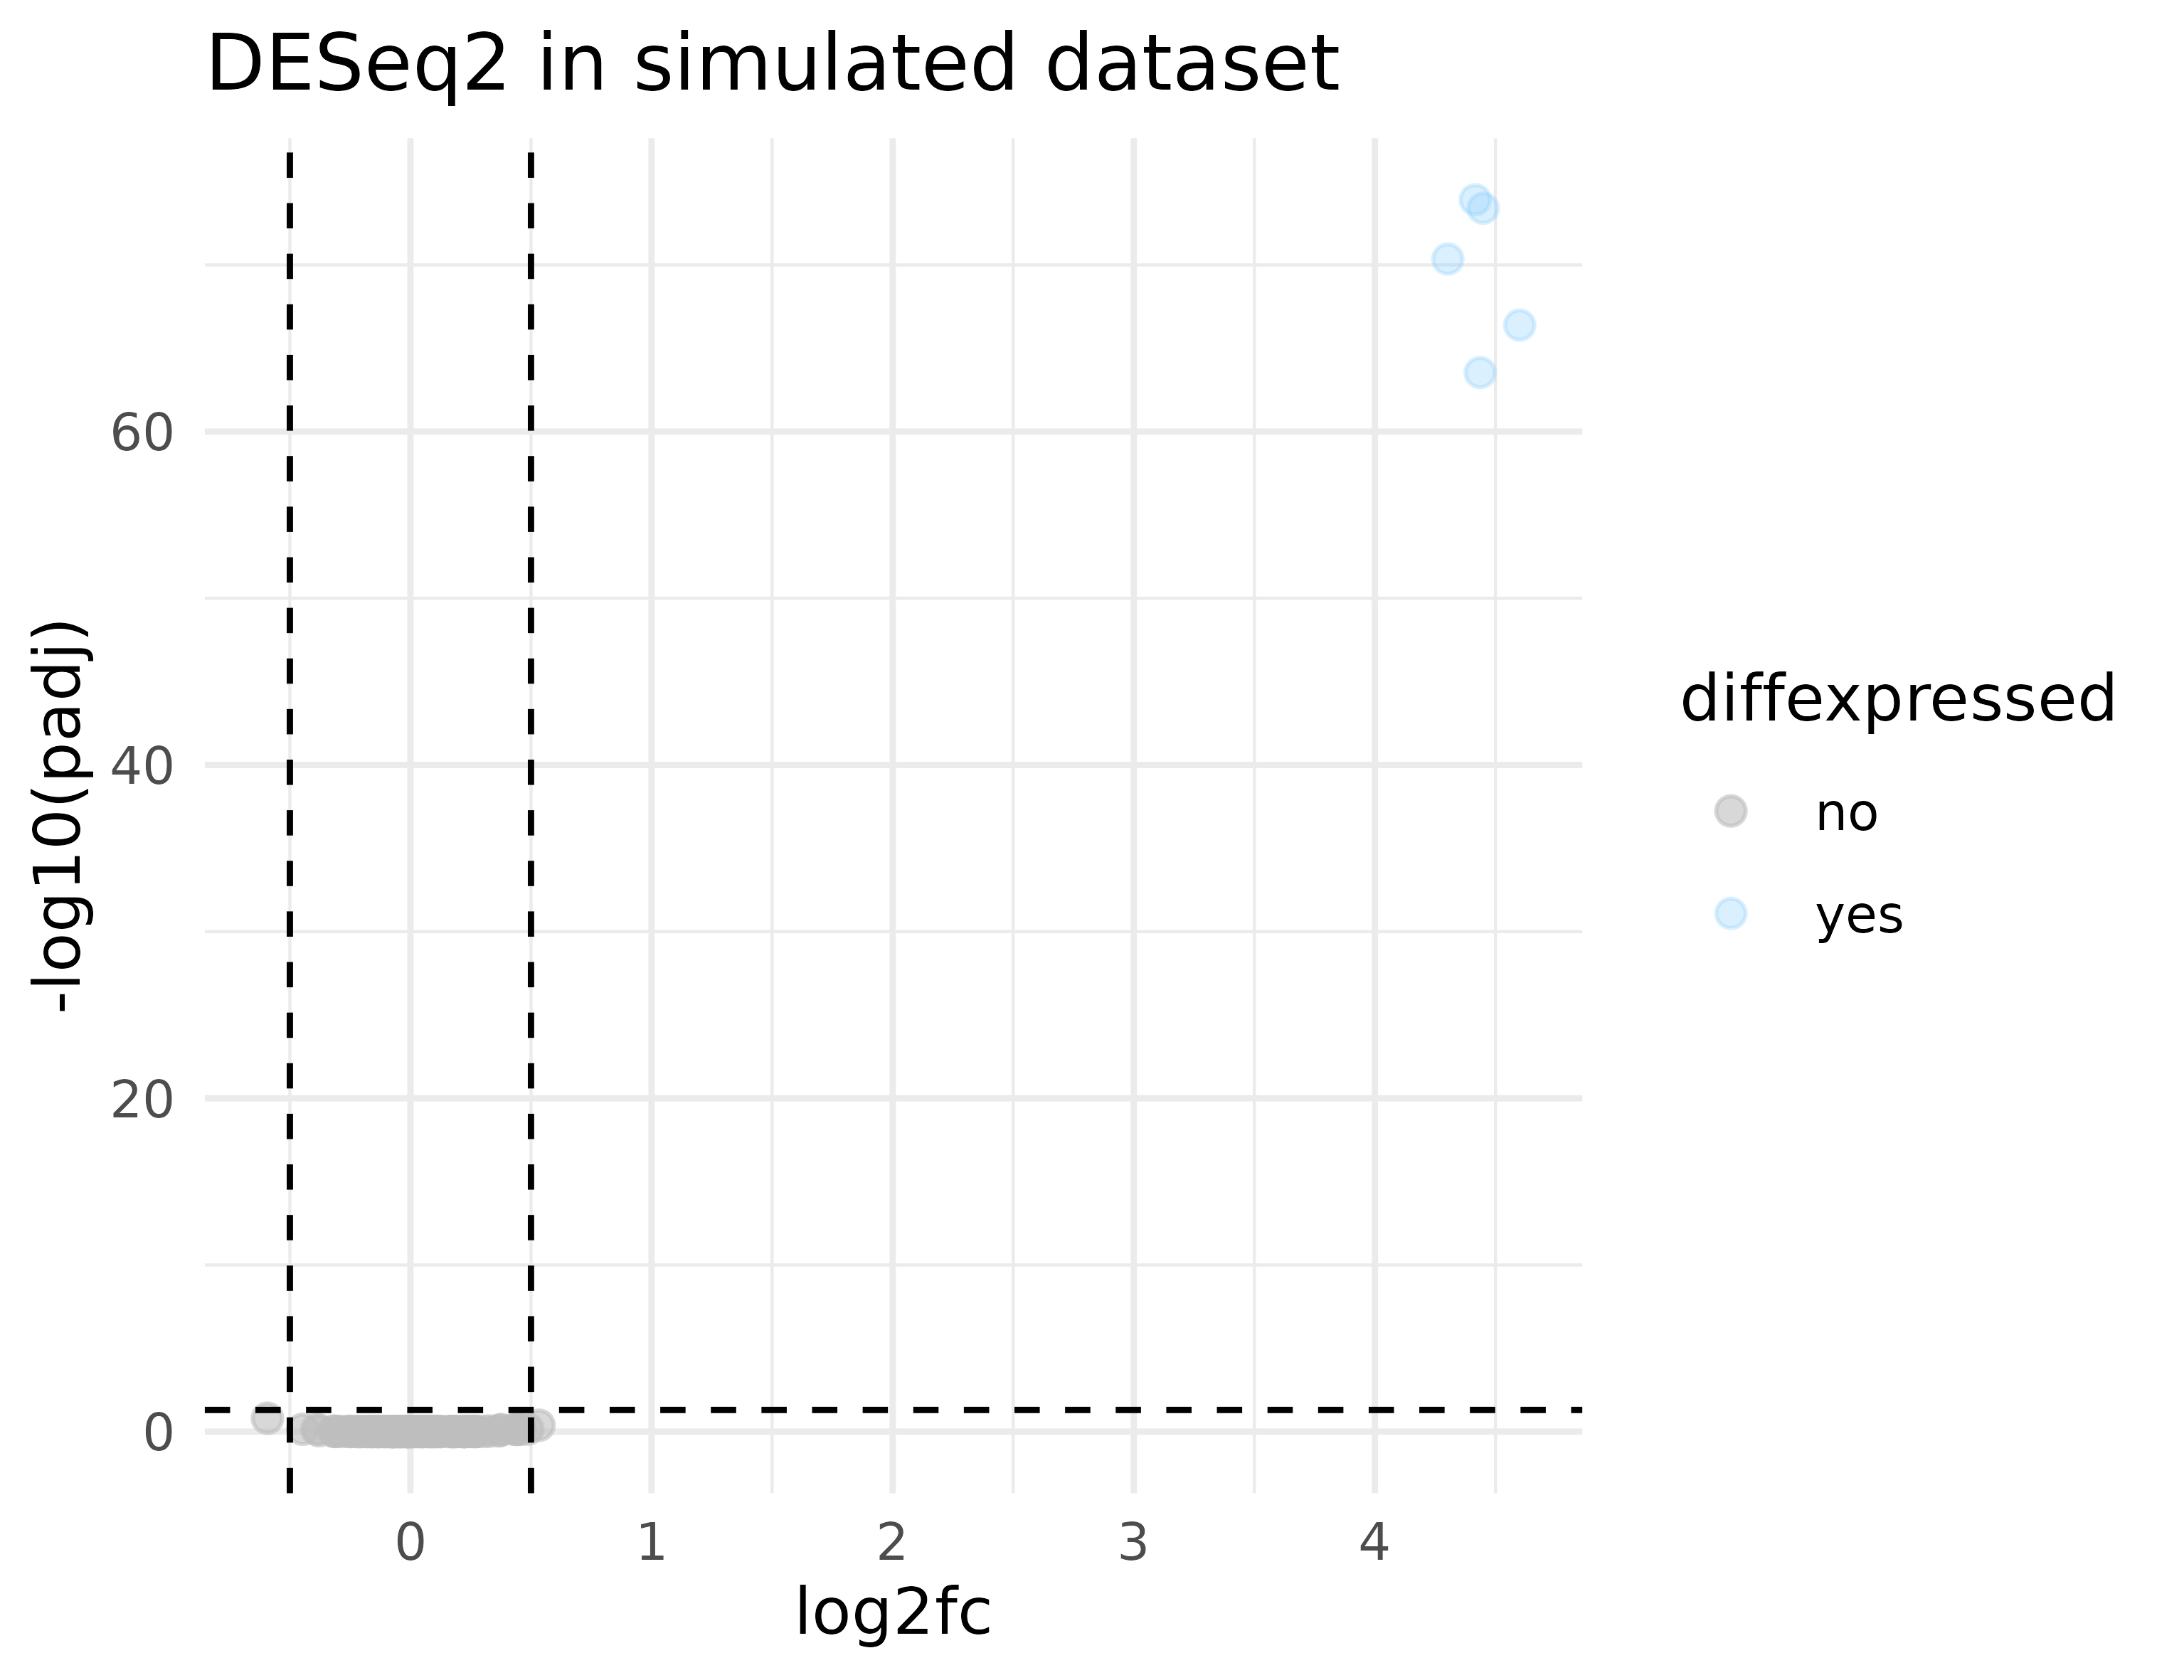 DESeq2 in simulated dataset
-log10(padj)
60
40
20
0
0 1 2 3 4
log2fc
diffexpressed
no
yes